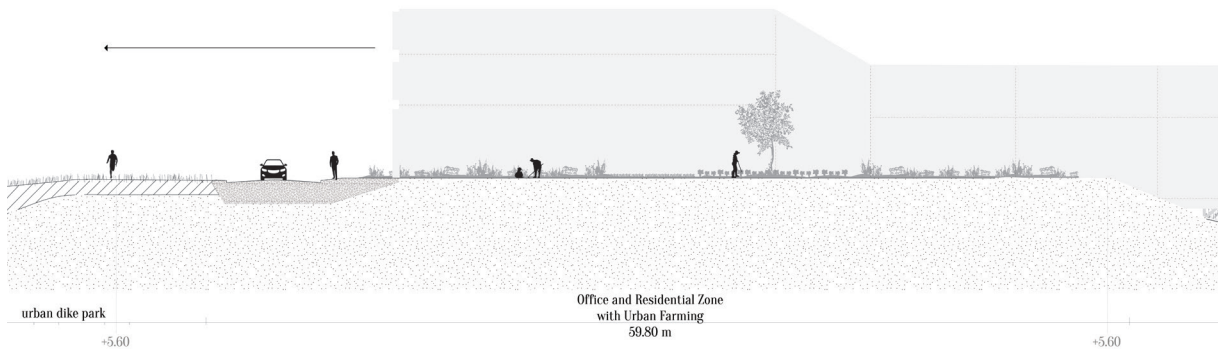 urban dike park
Office and Residential Zone
with Urban Farming
59.80 m
+5.60
+5.60